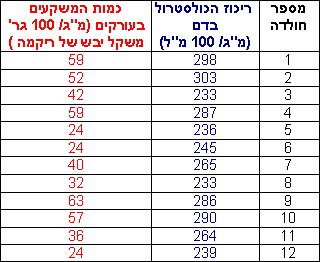 מספר חולדה | ריכוז הכולסטרול בדם (מ"ג/ 100 מ"ל) | כמות המשקעים בעורקים (מ"ג/ 100 גר' משקל יבש של ריקמה )
1 | 298 | 59
2 | 303 | 52
3 | 233 | 42
4 | 287 | 59
5 | 236 | 24
6 | 245 | 24
7 | 265 | 40
8 | 233 | 32
9 | 286 | 63
10 | 290 | 57
11 | 264 | 36
12 | 239 | 24